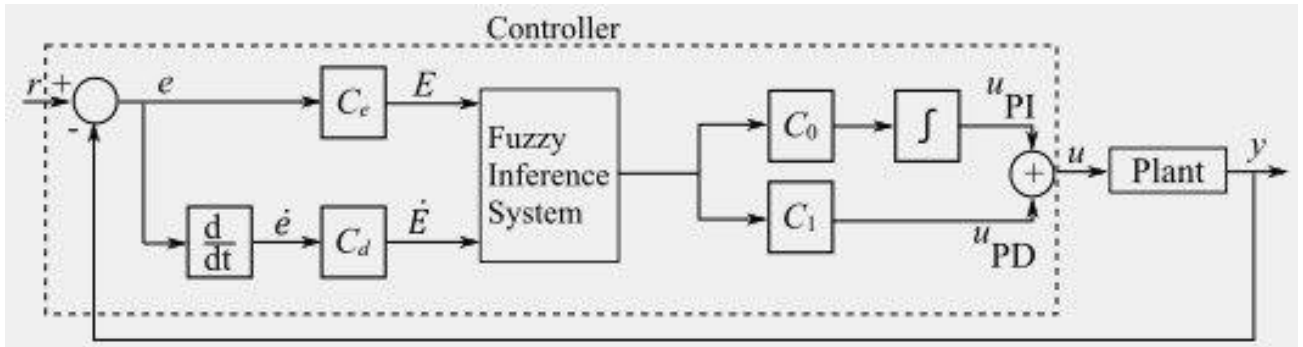 Controller
r + e
-
C_e E
Fuzzy
Inference
System
d
dt
ė
C_d Ė
C_0
∫
u_PI
C_1
u_PD
+
u
Plant
y